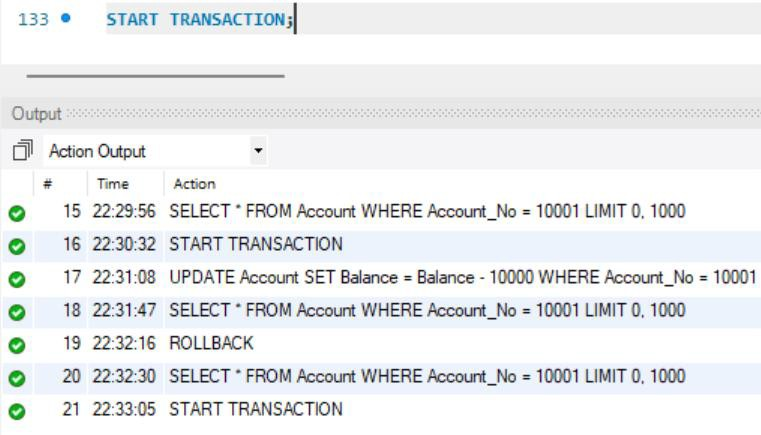 133 START TRANSACTION;
Output
Action Output
# Time Action
15 22:29:56 SELECT * FROM Account WHERE Account_No = 10001 LIMIT 0, 1000
16 22:30:32 START TRANSACTION
17 22:31:08 UPDATE Account SET Balance = Balance - 10000 WHERE Account_No = 10001
18 22:31:47 SELECT * FROM Account WHERE Account_No = 10001 LIMIT 0, 1000
19 22:32:16 ROLLBACK
20 22:32:30 SELECT * FROM Account WHERE Account_No = 10001 LIMIT 0, 1000
21 22:33:05 START TRANSACTION